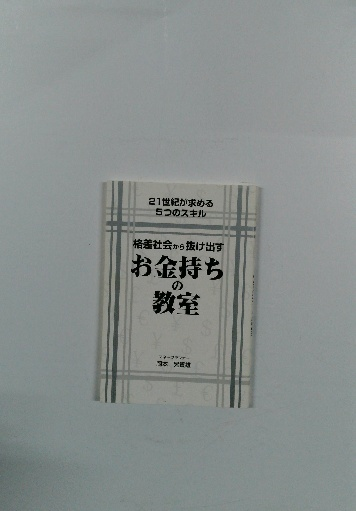 21世紀が求める
5つのスキル
格差社会から抜け出す
お金持ち
の
教室